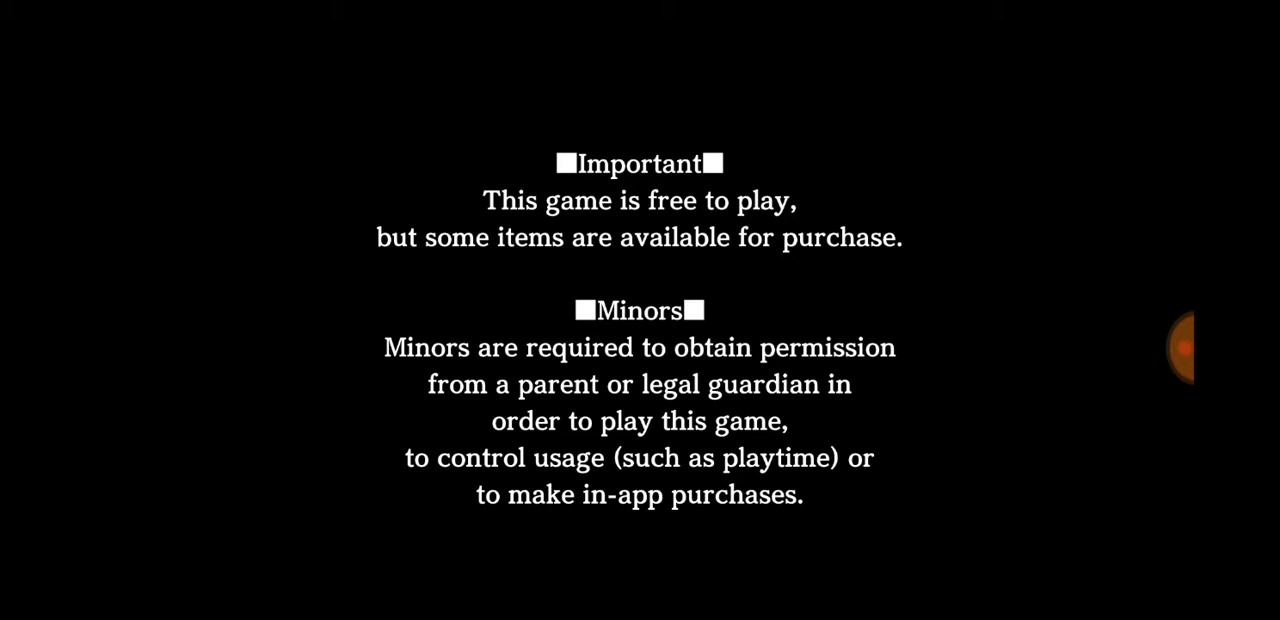 ■Important■
This game is free to play,
but some items are available for purchase.
■Minors■
Minors are required to obtain permission
from a parent or legal guardian in
order to play this game,
to control usage (such as playtime) or
to make in-app purchases.